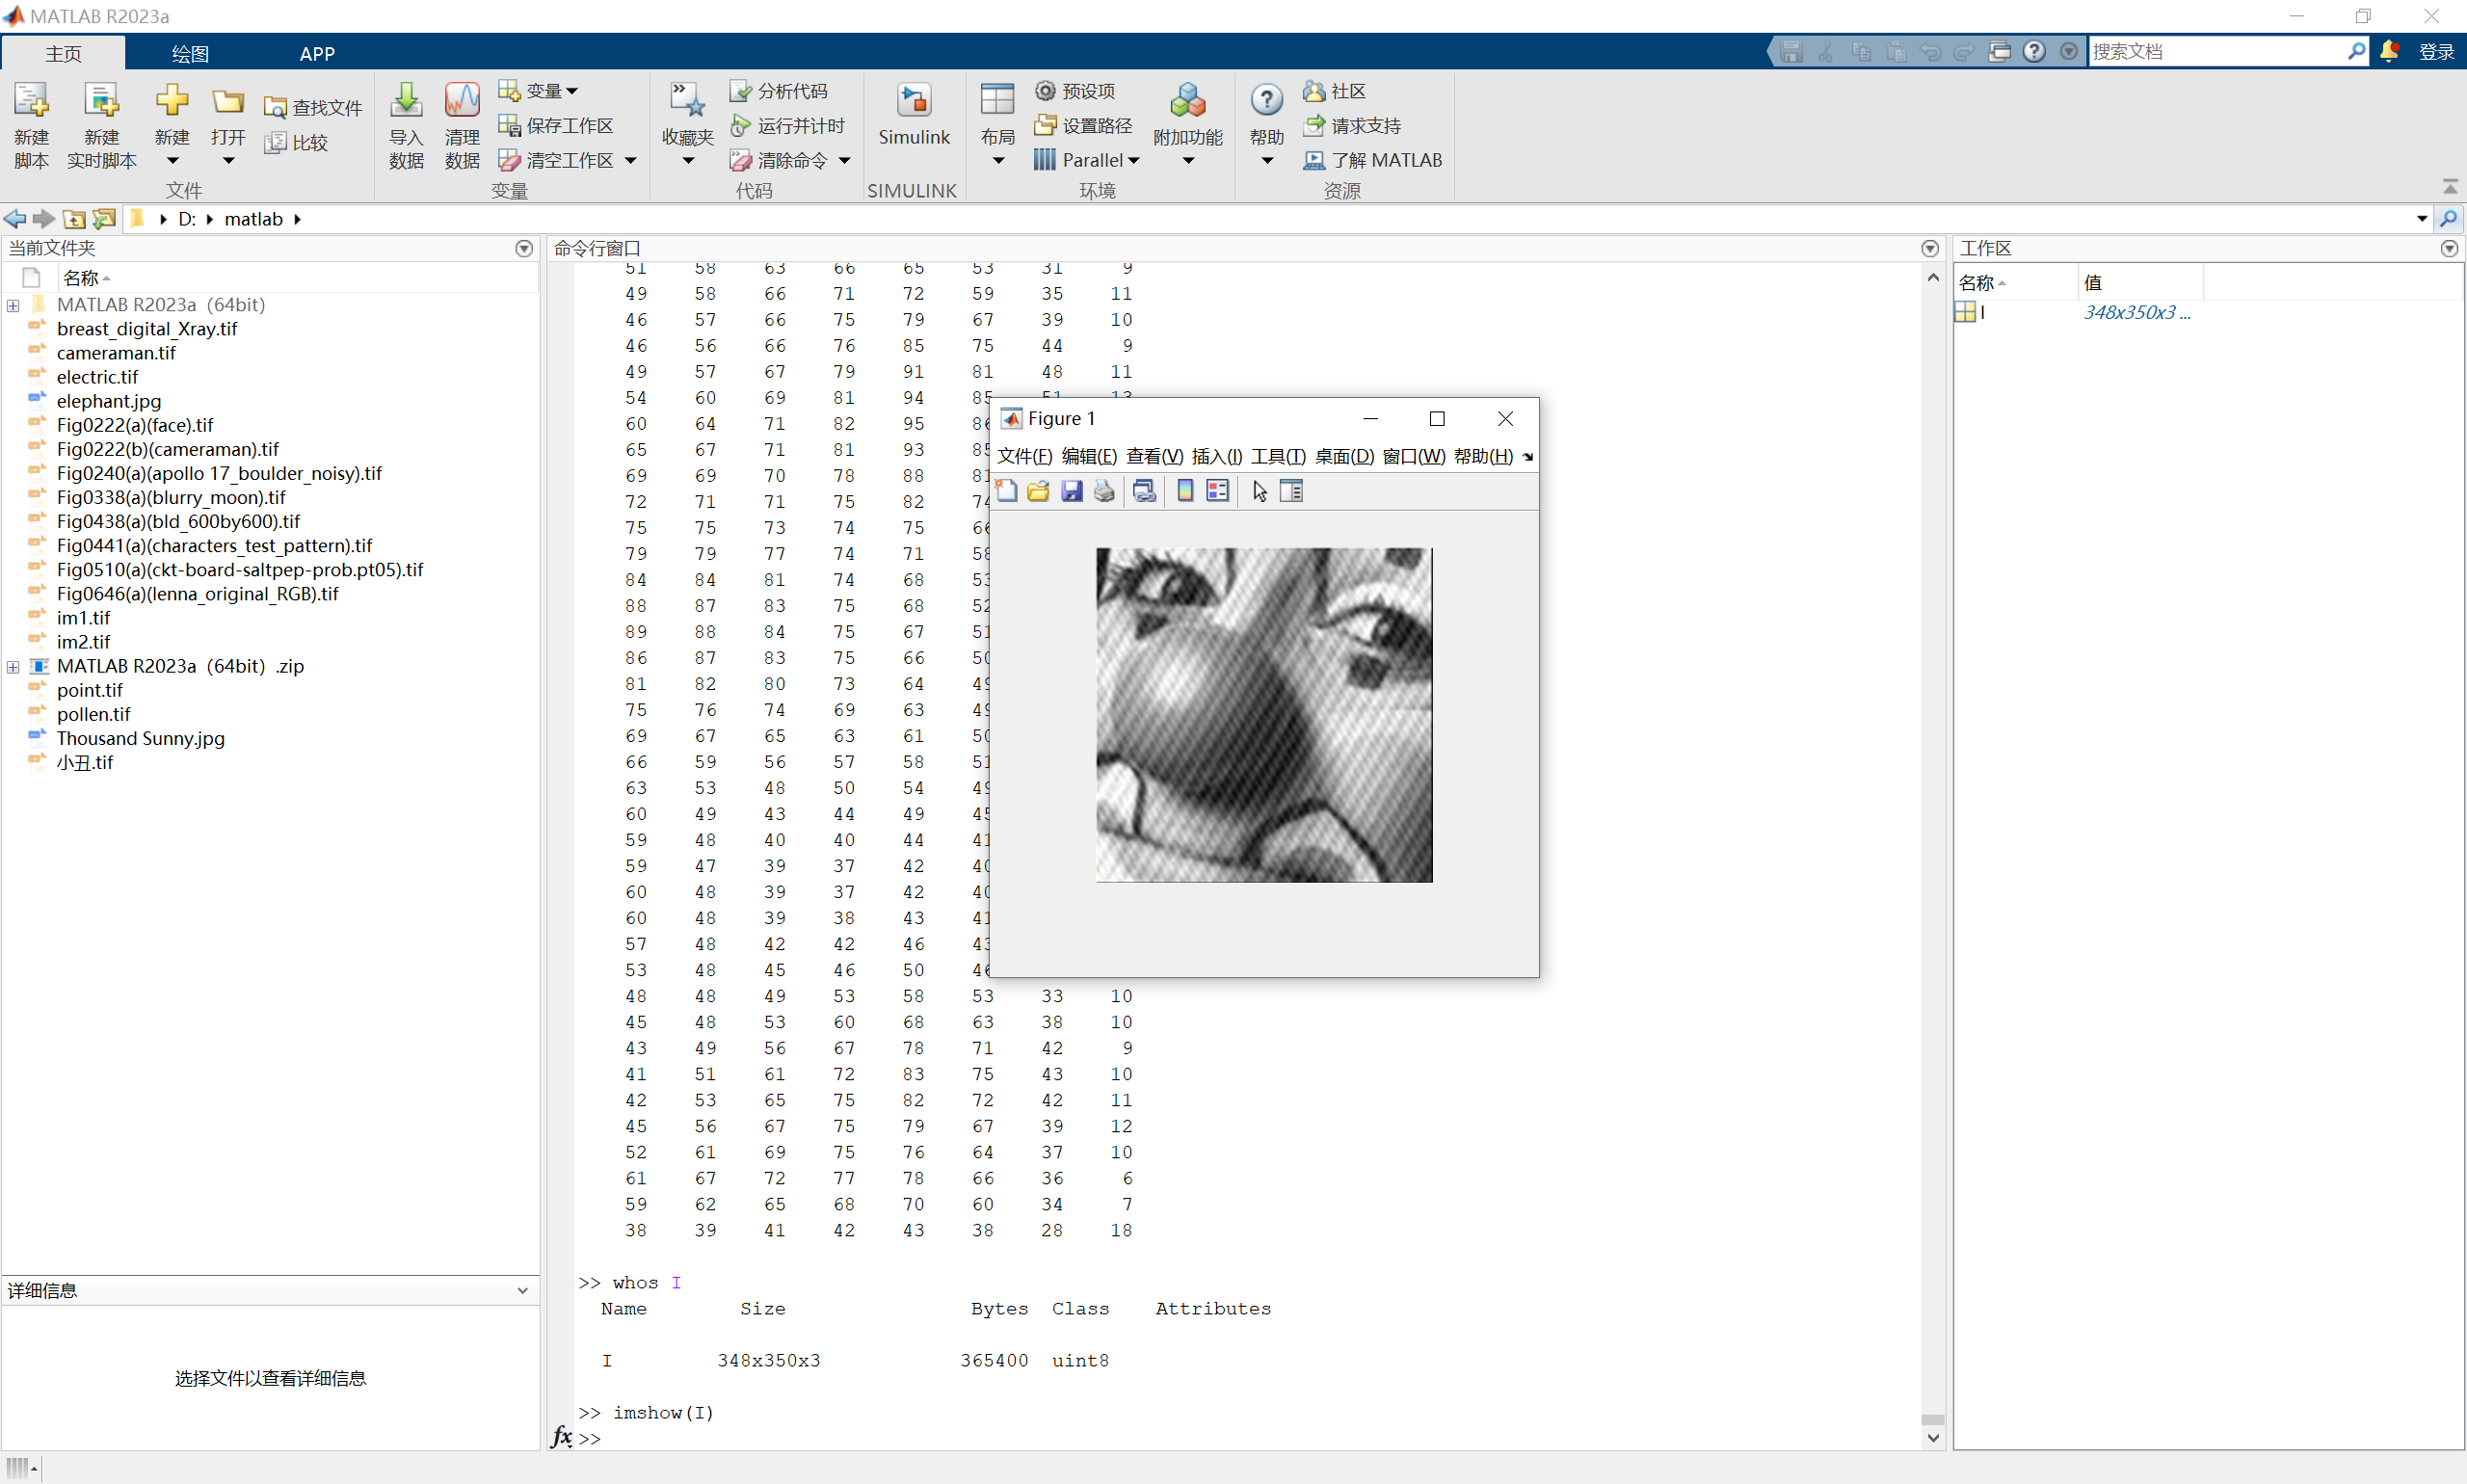 MATLAB R2023a
主页 绘图 APP 搜索文档 登录
新建脚本 新建实时脚本 新建 打开 查找文件 比较
文件
导入数据 清理数据 变量 保存工作区 清空工作区
变量
收藏夹 分析代码 运行并计时 清除命令
代码
Simulink
SIMULINK
布局 预设项 设置路径 Parallel 附加功能
环境
帮助 社区 请求支持 了解 MATLAB
资源
D: matlab
当前文件夹
名称
MATLAB R2023a (64bit)
breast_digital_Xray.tif
cameraman.tif
electric.tif
elephant.jpg
Fig0222(a)(face).tif
Fig0222(b)(cameraman).tif
Fig0240(a)(apollo 17_boulder_noisy).tif
Fig0338(a)(blurry_moon).tif
Fig0438(a)(bld_600by600).tif
Fig0441(a)(characters_test_pattern).tif
Fig0510(a)(ckt-board-saltpep-prob.pt05).tif
Fig0646(a)(lenna_original_RGB).tif
im1.tif
im2.tif
MATLAB R2023a (64bit) .zip
point.tif
pollen.tif
Thousand Sunny.jpg
小丑.tif
详细信息
选择文件以查看详细信息
命令行窗口
51 58 63 66 65 53 31 9
49 58 66 71 72 59 35 11
46 57 66 75 79 67 39 10
46 56 66 76 85 75 44 9
49 57 67 79 91 81 48 11
54 60 69 81 94 85 51 13
60 64 71 82 95 86
65 67 71 81 93 85
69 69 70 78 88 81
72 71 71 75 82 74
75 75 73 74 75 66
79 79 77 74 71 58
84 84 81 74 68 53
88 87 83 75 68 52
89 88 84 75 67 51
86 87 83 75 66 50
81 82 80 73 64 49
75 76 74 69 63 49
69 67 65 63 61 50
66 59 56 57 58 51
63 53 48 50 54 49
60 49 43 44 49 45
59 48 40 40 44 41
59 47 39 37 42 40
60 48 39 37 42 40
60 48 39 38 43 41
57 48 42 42 46 43
53 48 45 46 50 46
48 48 49 53 58 53 33 10
45 48 53 60 68 63 38 10
43 49 56 67 78 71 42 9
41 51 61 72 83 75 43 10
42 53 65 75 82 72 42 11
45 56 67 75 79 67 39 12
52 61 69 75 76 64 37 10
61 67 72 77 78 66 36 6
59 62 65 68 70 60 34 7
38 39 41 42 43 38 28 18
>> whos I
Name Size Bytes Class Attributes
I 348x350x3 365400 uint8
>> imshow(I)
fx >>
Figure 1
文件(F) 编辑(E) 查看(V) 插入(I) 工具(T) 桌面(D) 窗口(W) 帮助(H)
工作区
名称 值
I 348x350x3 ...